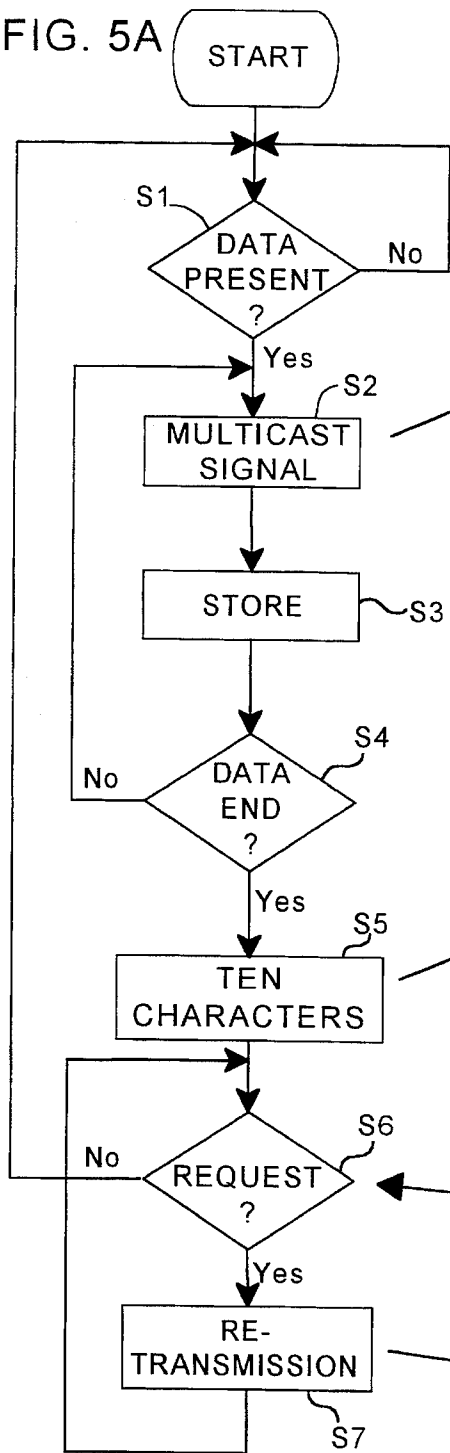 FIG. 5A
START
S1
DATA
PRESENT
?
No
Yes
S2
MULTICAST
SIGNAL
STORE
S3
S4
DATA
END
?
No
Yes
S5
TEN
CHARACTERS
S6
REQUEST
?
No
Yes
RE-
TRANSMISSION
S7